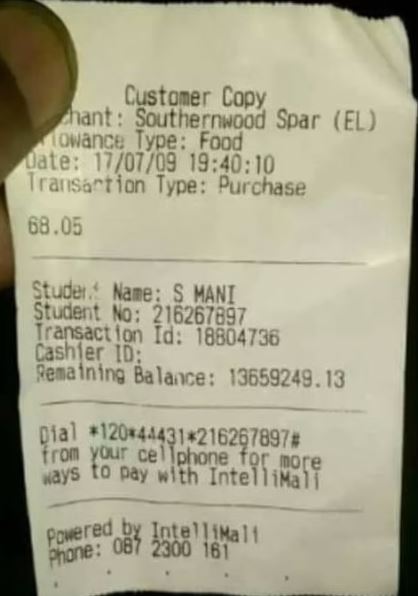 Customer Copy
chant: Southernwood Spar (EL)
lowance Type: Food
Date: 17/07/09 19:40:10
Transaction Type: Purchase
68.05
Student Name: S MANI
Student No: 216267897
Transaction Id: 18804736
Cashier ID:
Remaining Balance: 13659249.13
Dial *120*44431*216267897#
from your cellphone for more
ways to pay with IntelliMali
Powered by IntelliMali
Phone: 087 2300 161